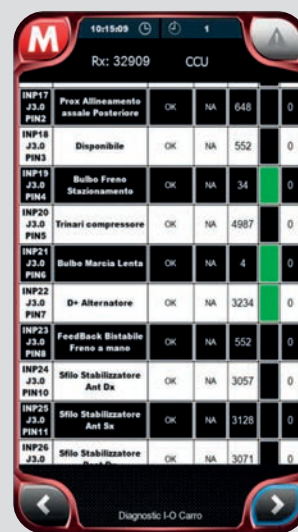 M
10:15:09 1
Rx: 32909 CCU
INP17 J3.0 PIN2 Prox Allineamento assale Posteriore OK NA 648 0
INP18 J3.0 PIN3 Disponibile OK NA 552 0
INP19 J3.0 PIN4 Bulbo Freno Stazionamento OK NA 34 0
INP20 J3.0 PIN5 Trinari compressore OK NA 4987 0
INP21 J3.0 PIN6 Bulbo Marcia Lenta OK NA 4 0
INP22 J3.0 PIN7 D+ Alternatore OK NA 3234 0
INP23 J3.0 PIN8 FeedBack Bistabile Freno a mano OK NA 552 0
INP24 J3.0 PIN10 Sfilo Stabilizzatore Ant Dx OK NA 3057 0
INP25 J3.0 PIN11 Sfilo Stabilizzatore Ant Sx OK NA 3128 0
INP26 J3.0 Sfilo Stabilizzatore OK NA 3071 0
Diagnostic I-O Carro